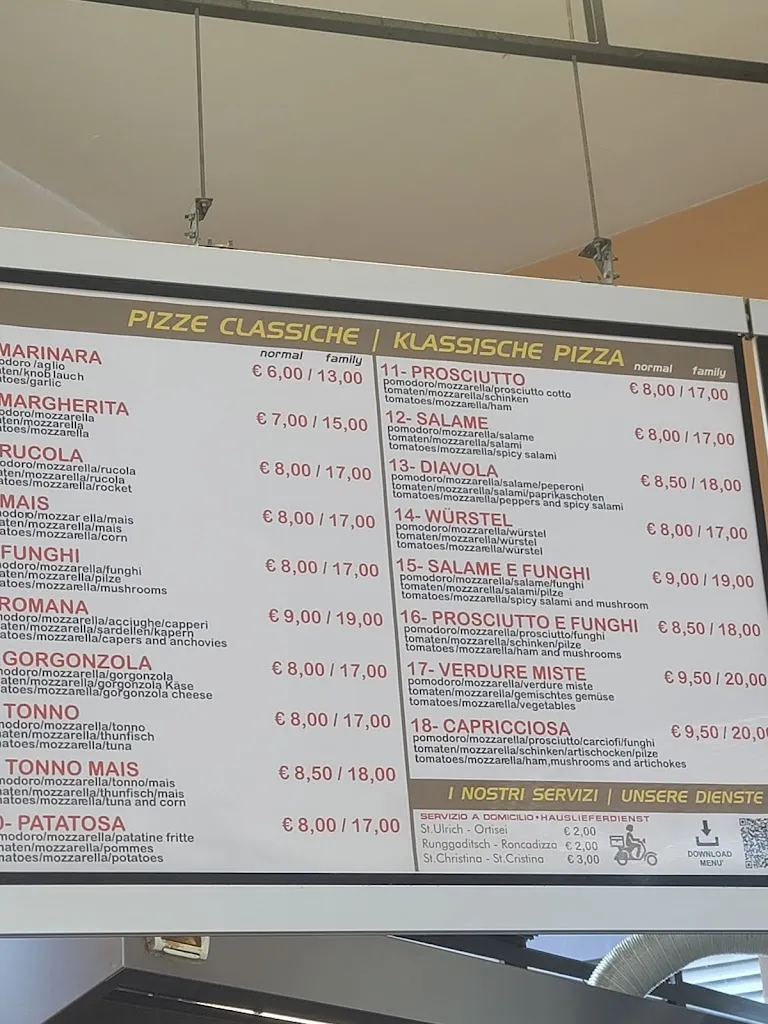 PIZZE CLASSICHE | KLASSISCHE PIZZA
normal family
MARINARA € 6,00 / 13,00
odoro /aglio
aten/knob lauch
atoes/garlic
MARGHERITA € 7,00 / 15,00
odoro/mozzarella
aten/mozzarella
atoes/mozzarella
RUCOLA € 8,00 / 17,00
odoro/mozzarella/rucola
aten/mozzarella/rucola
atoes/mozzarella/rocket
MAIS € 8,00 / 17,00
nodoro/mozzar ella/mais
aten/mozzarella/mais
atoes/mozzarella/corn
FUNGHI € 8,00 / 17,00
odoro/mozzarella/funghi
aten/mozzarella/pilze
atoes/mozzarella/mushrooms
ROMANA € 9,00 / 19,00
odoro/mozzarella/acciughe/capperi
aten/mozzarella/sardellen/kapern
atoes/mozzarella/capers and anchovies
GORGONZOLA € 8,00 / 17,00
nodoro/mozzarella/gorgonzola
aten/mozzarella/gorgonzola Käse
atoes/mozzarella/gorgonzola cheese
TONNO € 8,00 / 17,00
nodoro/mozzarella/tonno
naten/mozzarella/thunfisch
natoes/mozzarella/tuna
TONNO MAIS € 8,50 / 18,00
nodoro/mozzarella/tonno/mais
naten/mozzarella/thunfisch/mais
natoes/mozzarella/tuna and corn
0- PATATOSA € 8,00 / 17,00
modoro/mozzarella/patatine fritte
naten/mozzarella/pommes
matoes/mozzarella/potatoes
normal family
11- PROSCIUTTO € 8,00 / 17,00
pomodoro/mozzarella/prosciutto cotto
tomaten/mozzarella/schinken
tomatoes/mozzarella/ham
12- SALAME € 8,00 / 17,00
pomodoro/mozzarella/salame
tomaten/mozzarella/salami
tomatoes/mozzarella/spicy salami
13- DIAVOLA € 8,50 / 18,00
pomodoro/mozzarella/salame/peperoni
tomaten/mozzarella/salami/paprikaschoten
tomatoes/mozzarella/peppers and spicy salami
14- WÜRSTEL € 8,00 / 17,00
pomodoro/mozzarella/würstel
tomaten/mozzarella/würstel
tomatoes/mozzarella/würstel
15- SALAME E FUNGHI € 9,00 / 19,00
pomodoro/mozzarella/salame/funghi
tomaten/mozzarella/salami/pilze
tomatoes/mozzarella/spicy salami and mushroom
16- PROSCIUTTO E FUNGHI € 8,50 / 18,00
pomodoro/mozzarella/prosciutto/funghi
tomaten/mozzarella/schinken/pilze
tomatoes/mozzarella/ham and mushrooms
17- VERDURE MISTE € 9,50 / 20,00
pomodoro/mozzarella/verdure miste
tomaten/mozzarella/gemischtes gemüse
tomatoes/mozzarella/vegetables
18- CAPRICCIOSA € 9,50 / 20,00
pomodoro/mozzarella/prosciutto/carciofi/funghi
tomaten/mozzarella/schinken/artischocken/pilze
tomatoes/mozzarella/ham,mushrooms and artichokes
I NOSTRI SERVIZI | UNSERE DIENSTE
SERVIZIO A DOMICILIO • HAUSLIEFERDIENST
St.Ulrich - Ortisei € 2,00
Runggaditsch - Roncadizza € 2,00
St.Christina - St.Cristina € 3,00
DOWNLOAD
MENU'